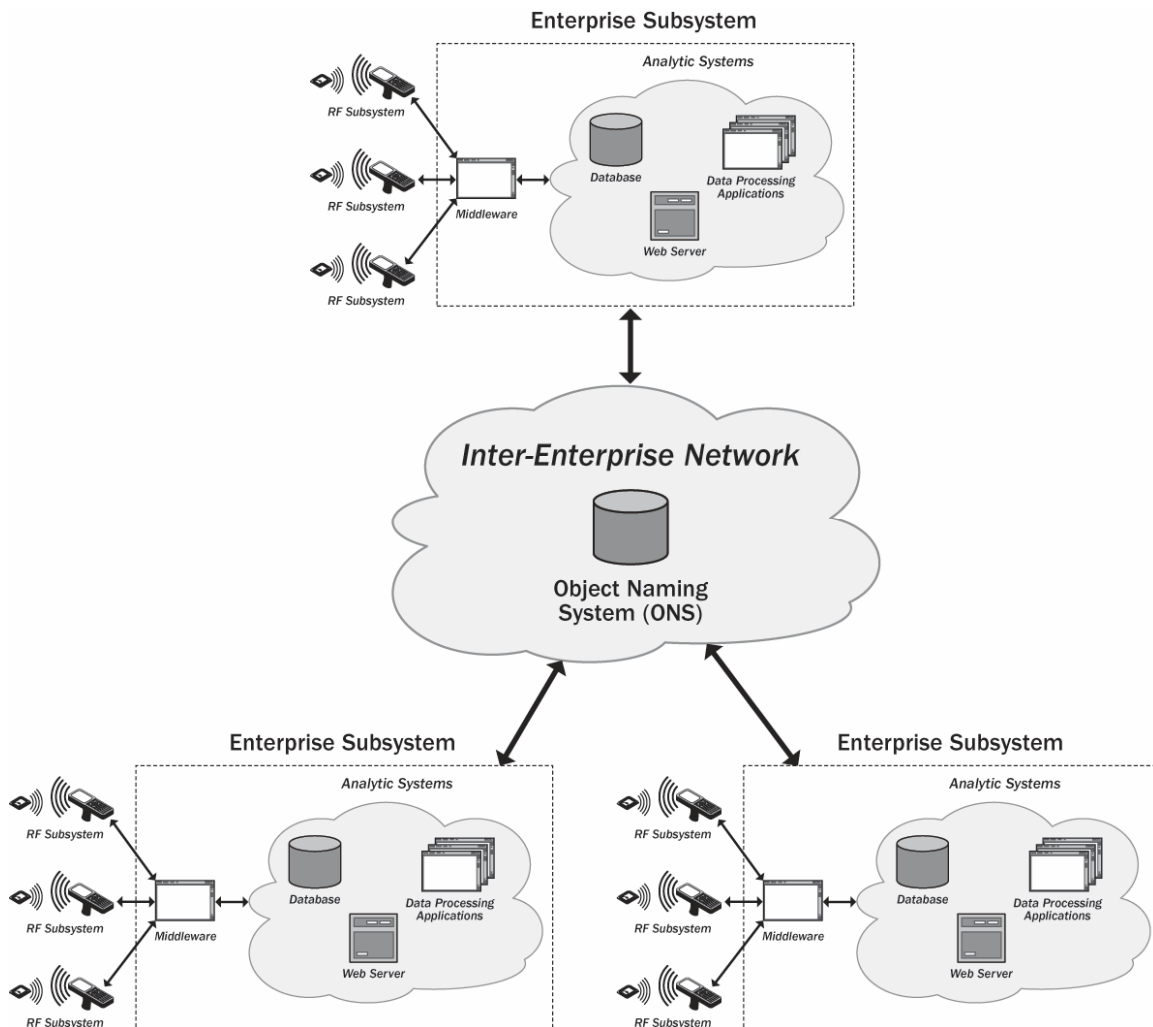 Enterprise Subsystem
Analytic Systems
RF Subsystem
Database
Data Processing
Applications
RF Subsystem
Middleware
Web Server
RF Subsystem
Inter-Enterprise Network
Object Naming
System (ONS)
Enterprise Subsystem
Analytic Systems
RF Subsystem
Database
Data Processing
Applications
RF Subsystem
Middleware
Web Server
RF Subsystem
Enterprise Subsystem
Analytic Systems
RF Subsystem
Database
Data Processing
Applications
RF Subsystem
Middleware
Web Server
RF Subsystem